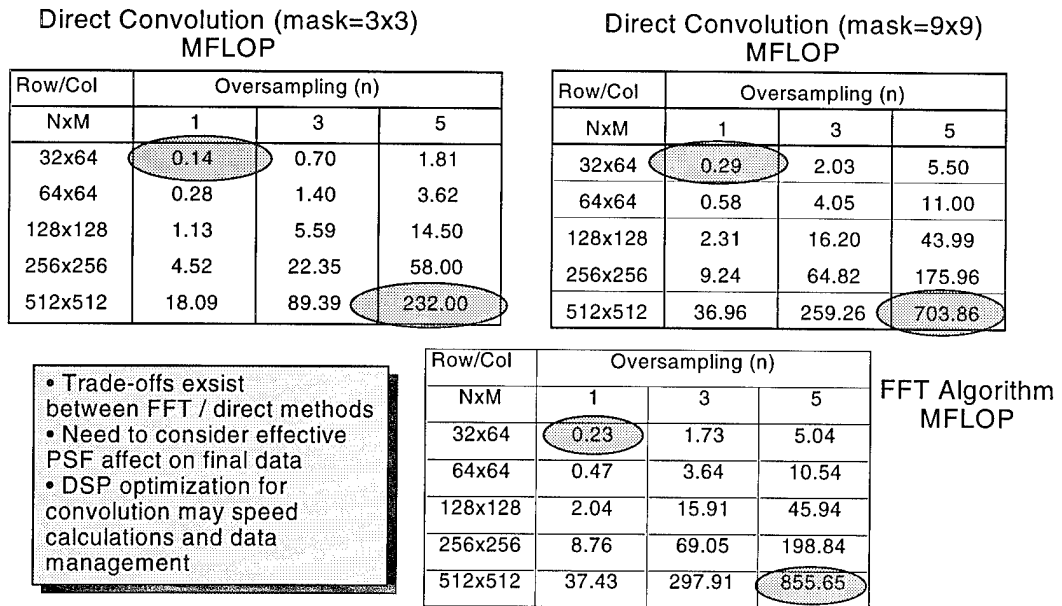 Direct Convolution (mask=3x3)
MFLOP
Row/Col Oversampling (n)
NxM 1 3 5
32x64 0.14 0.70 1.81
64x64 0.28 1.40 3.62
128x128 1.13 5.59 14.50
256x256 4.52 22.35 58.00
512x512 18.09 89.39 232.00
Direct Convolution (mask=9x9)
MFLOP
Row/Col Oversampling (n)
NxM 1 3 5
32x64 0.29 2.03 5.50
64x64 0.58 4.05 11.00
128x128 2.31 16.20 43.99
256x256 9.24 64.82 175.96
512x512 36.96 259.26 703.86
• Trade-offs exsist
between FFT / direct methods
• Need to consider effective
PSF affect on final data
• DSP optimization for
convolution may speed
calculations and data
management
Row/Col Oversampling (n)
NxM 1 3 5
32x64 0.23 1.73 5.04
64x64 0.47 3.64 10.54
128x128 2.04 15.91 45.94
256x256 8.76 69.05 198.84
512x512 37.43 297.91 855.65
FFT Algorithm
MFLOP